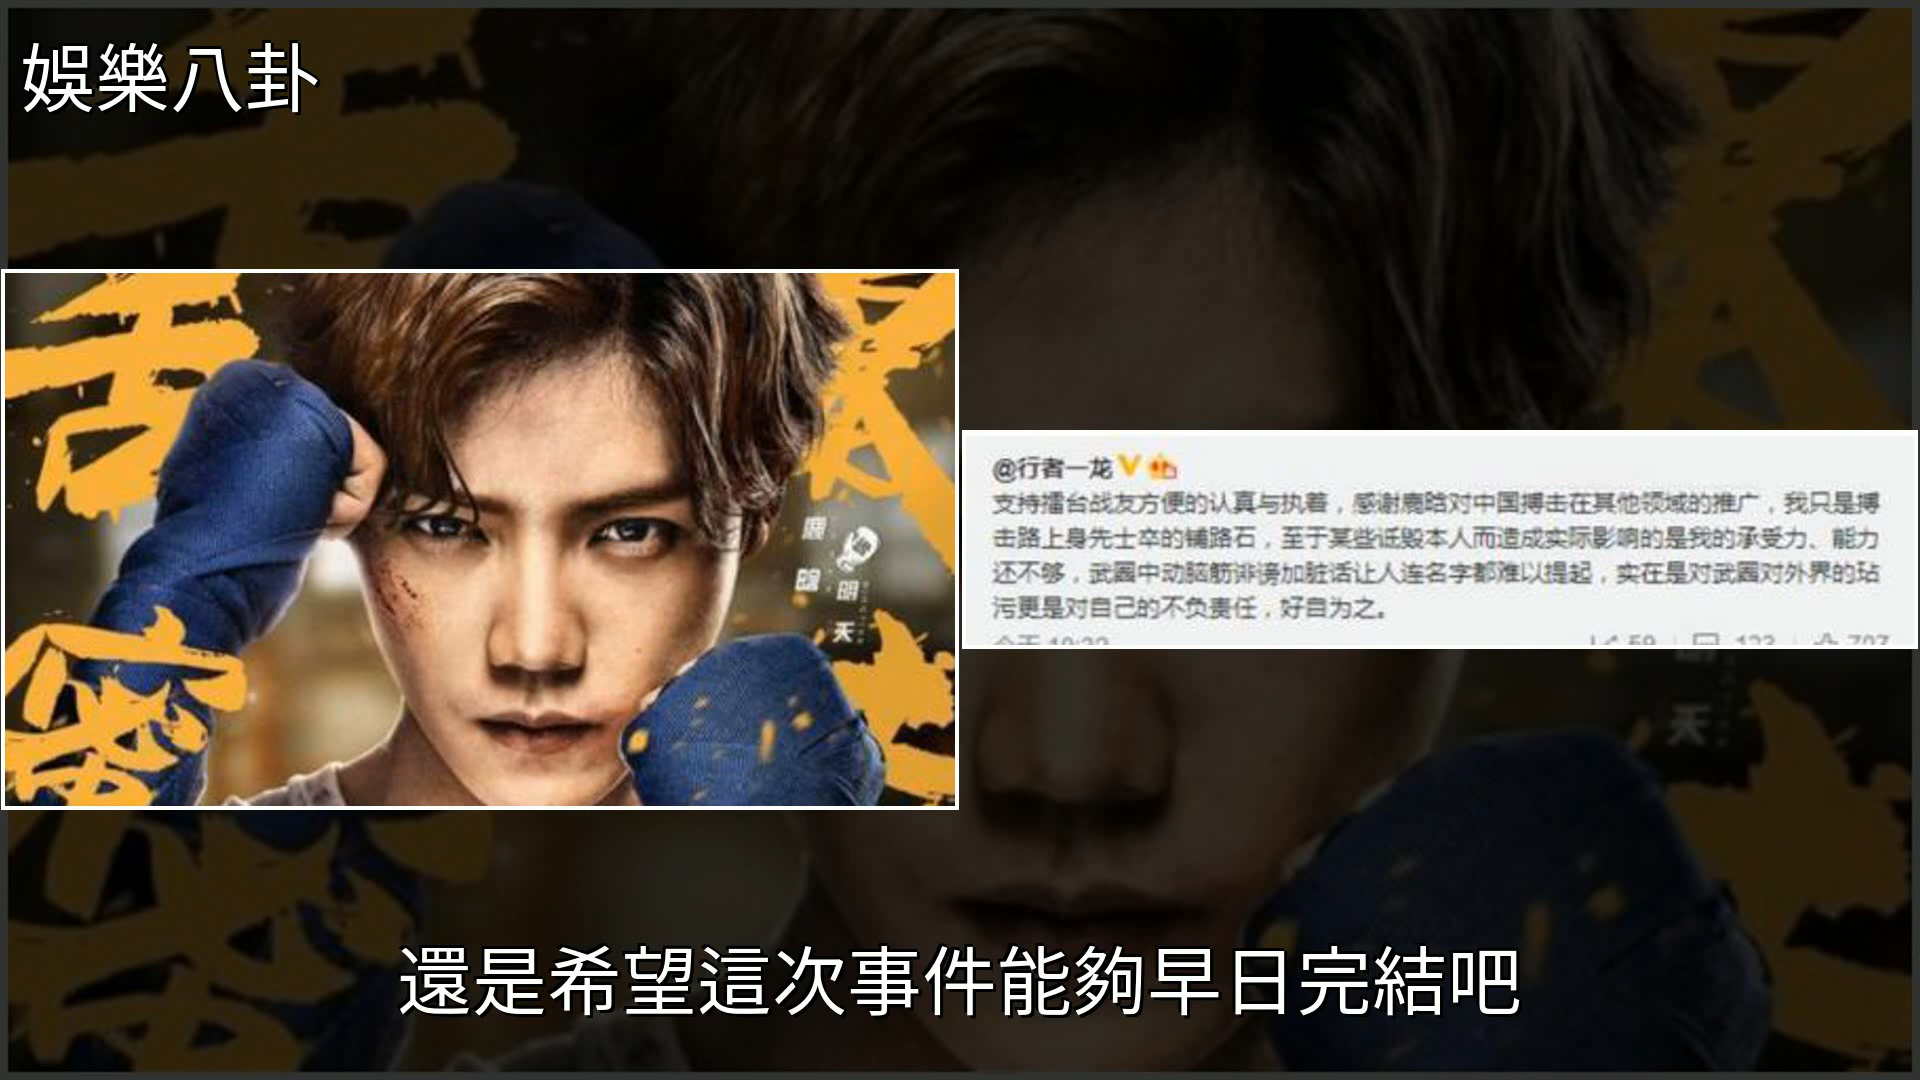 娛樂八卦
@行者一龙
支持擂台战友方便的认真与执着，感谢鹿晗对中国搏击在其他领域的推广，我只是搏
击路上身先士卒的铺路石，至于某些诋毁本人而造成实际影响的是我的承受力、能力
还不够，武圈中动脑筋诽谤加脏话让人连名字都难以提起，实在是对武圈对外界的玷
污更是对自己的不负责任，好自为之。
還是希望這次事件能夠早日完結吧